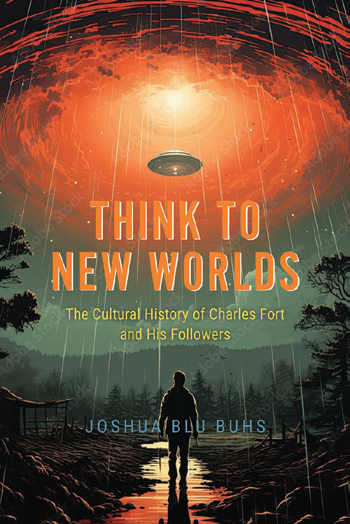 THINK TO
NEW WORLDS
The Cultural History of Charles Fort
and His Followers
JOSHUA BLU BUHS